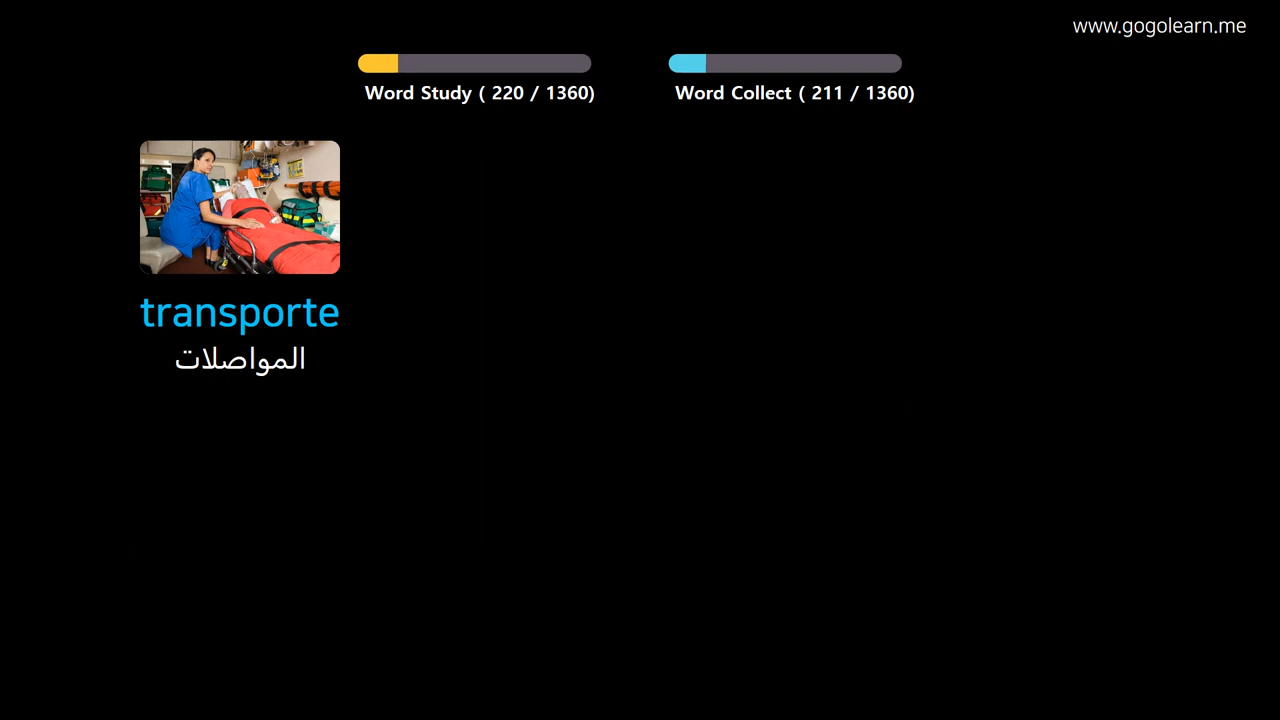 www.gogolearn.me
Word Study ( 220 / 1360)
Word Collect ( 211 / 1360)
transporte
المواصلات